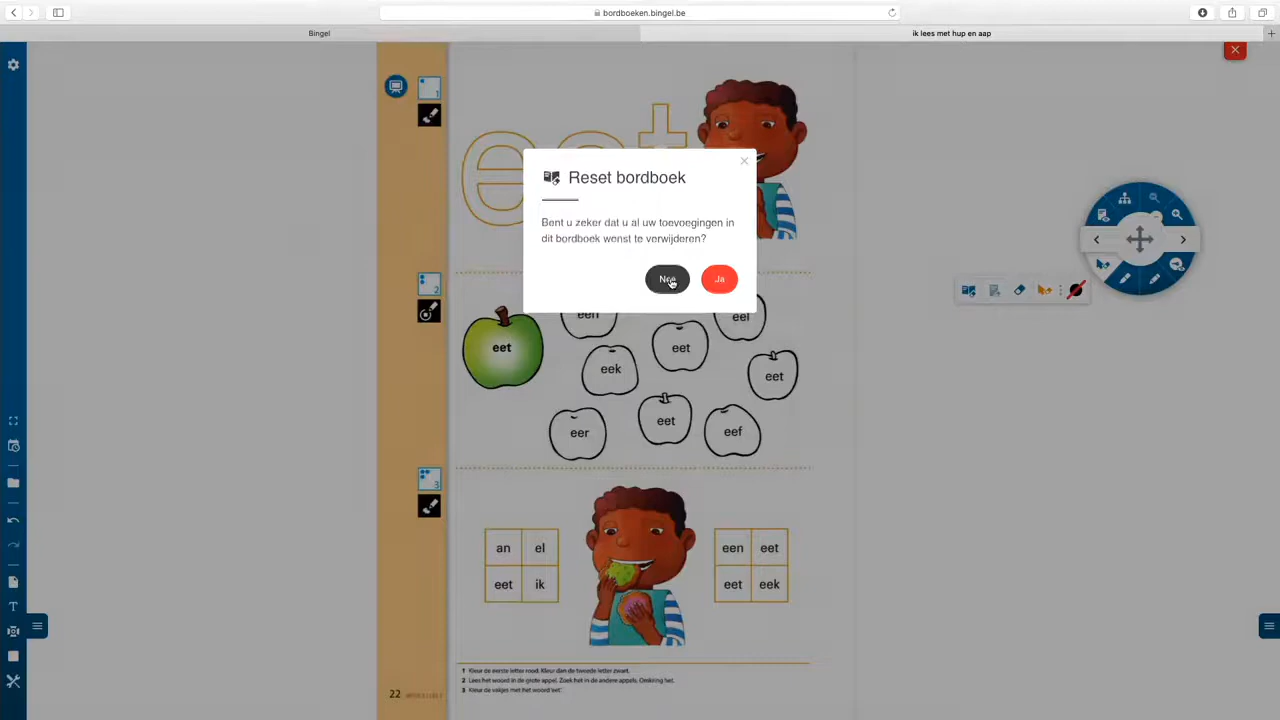 bordboeken.bingel.be
Bingel
ik lees met hup en aap
1
eet
Reset bordboek
Bent u zeker dat u al uw toevoegingen in
dit bordboek wenst te verwijderen?
Nee
Ja
2
een
eel
eet
eet
eek
eet
eer
eet
eef
3
an el
eet ik
een eet
eet eek
1 Kleur de eerste letter rood. Kleur dan de tweede letter zwart.
2 Lees het woord in de grote appel. Zoek het in de andere appels. Omkring het.
3 Kleur de vakjes met het woord 'eet'.
22
T